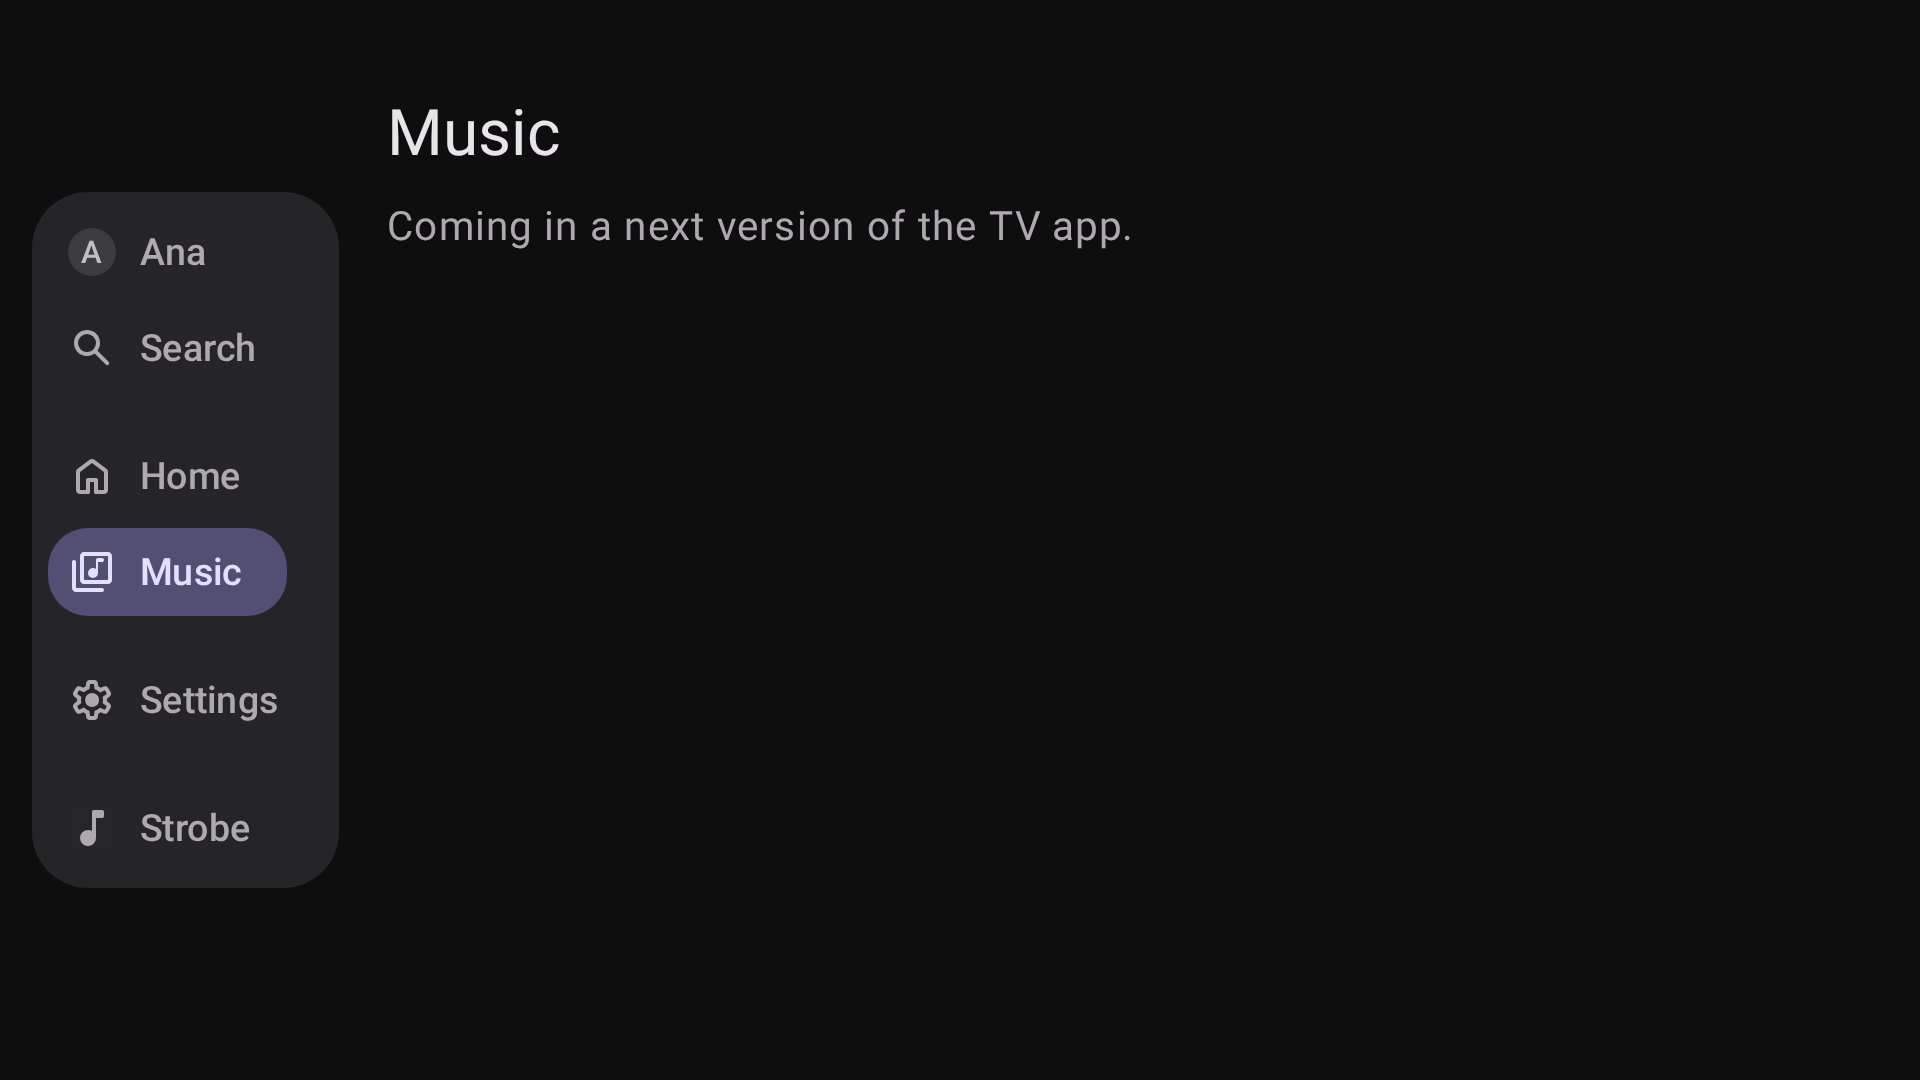 Music
Coming in a next version of the TV app.
A Ana
Search
Home
Music
Settings
Strobe